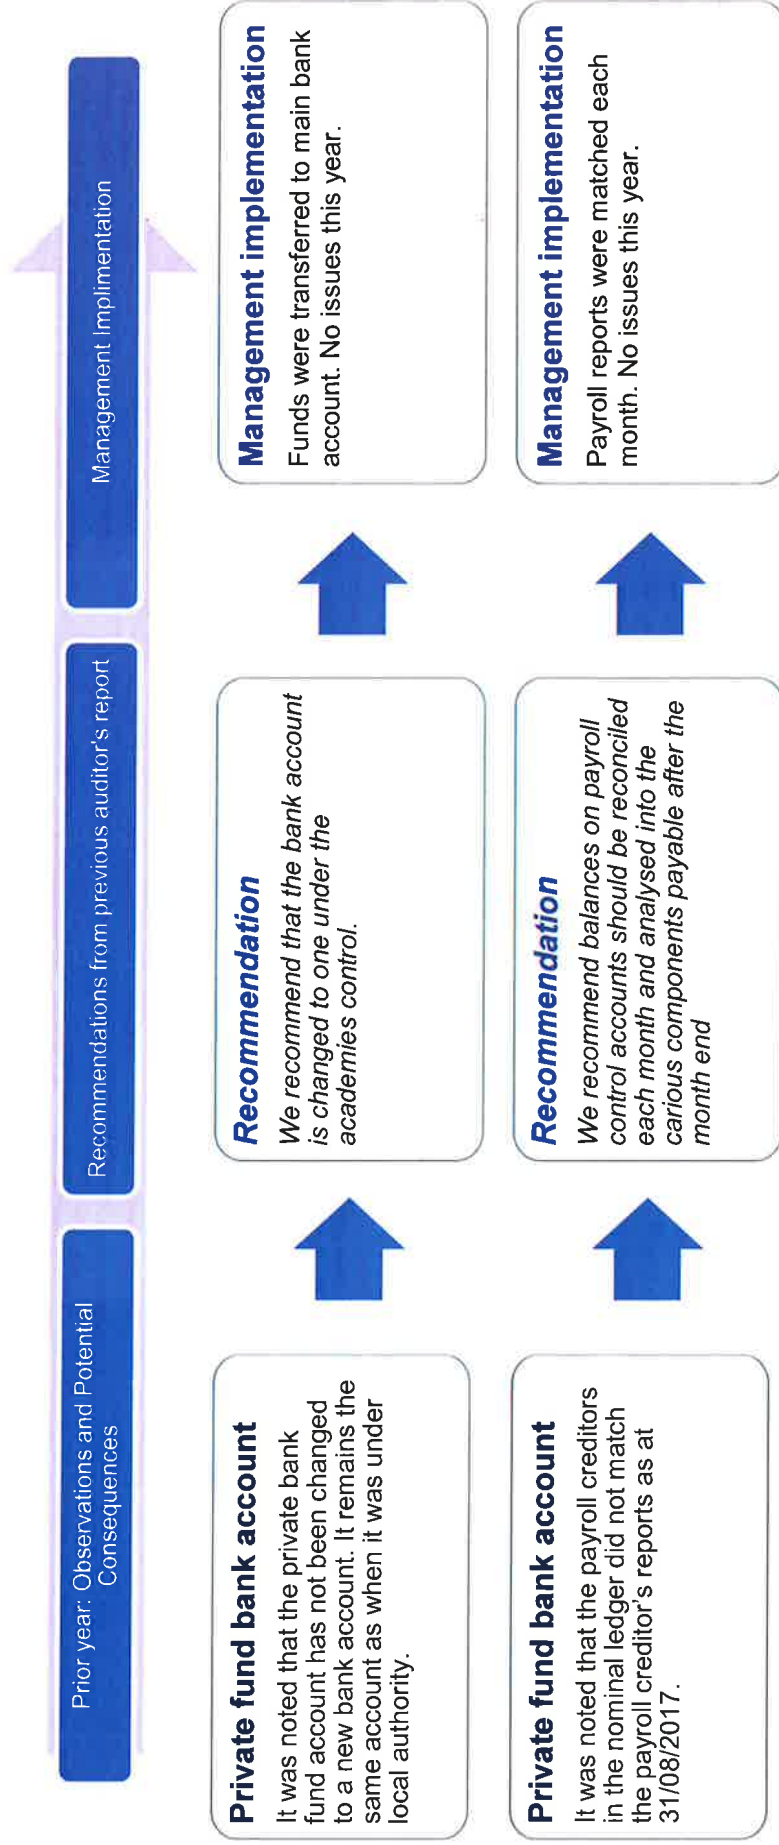 Prior year: Observations and Potential
Consequences
Recommendations from previous auditor's report
Management Implimentation
Private fund bank account
It was noted that the private bank
fund account has not been changed
to a new bank account. It remains the
same account as when it was under
local authority.
Recommendation
We recommend that the bank account
is changed to one under the
academies control.
Management implementation
Funds were transferred to main bank
account. No issues this year.
Private fund bank account
It was noted that the payroll creditors
in the nominal ledger did not match
the payroll creditor's reports as at
31/08/2017.
Recommendation
We recommend balances on payroll
control accounts should be reconciled
each month and analysed into the
carious components payable after the
month end
Management implementation
Payroll reports were matched each
month. No issues this year.